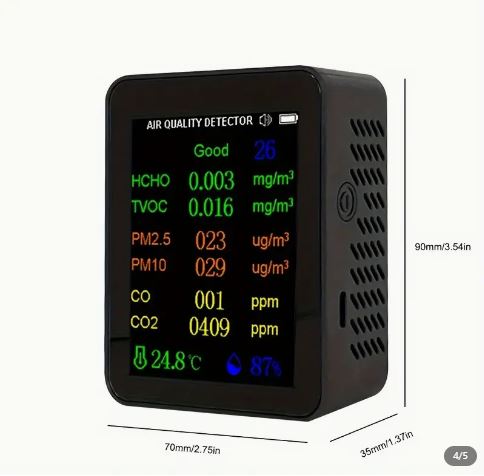 AIR QUALITY DETECTOR
Good 26
HCHO 0.003 mg/m³
TVOC 0.016 mg/m³
PM2.5 023 ug/m³
PM10 029 ug/m³
CO 001 ppm
CO2 0409 ppm
24.8 °C 87%
90mm/3.54in
70mm/2.75in
35mm/1.37in
4/5